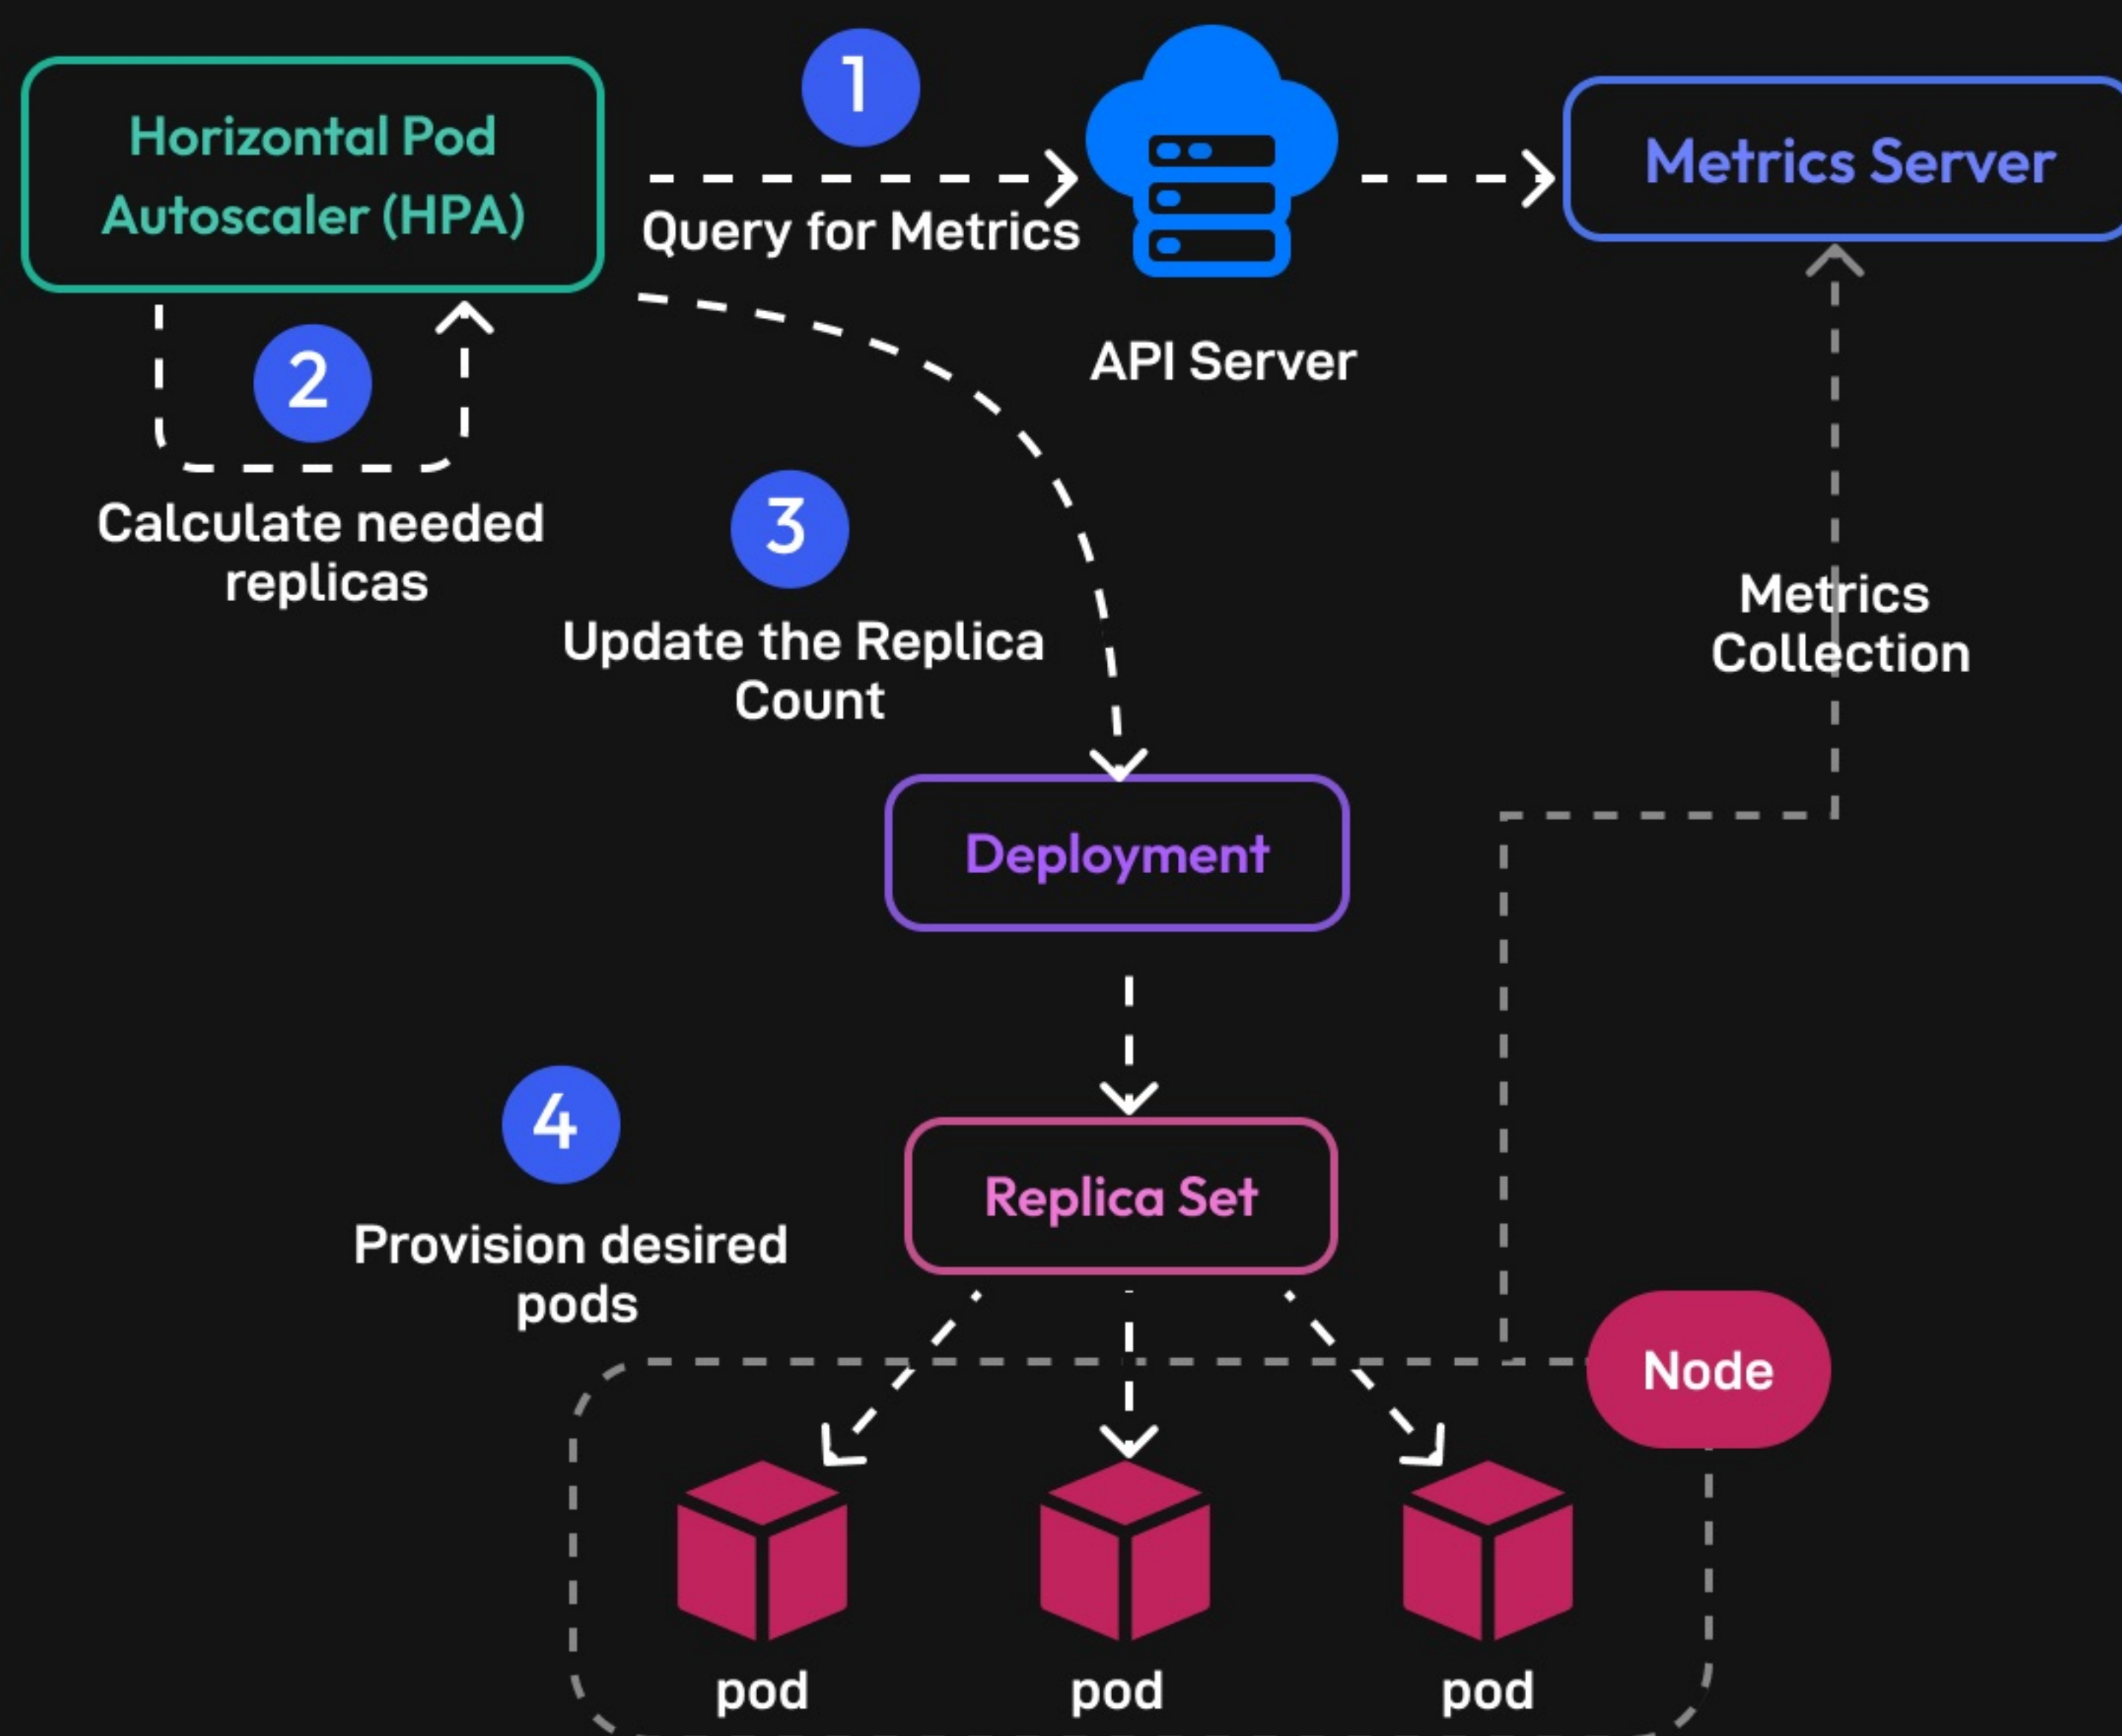 1
Horizontal Pod
Autoscaler (HPA)
Query for Metrics
API Server
Metrics Server
2
Calculate needed
replicas
3
Update the Replica
Count
Metrics
Collection
Deployment
4
Replica Set
Provision desired
pods
Node
pod
pod
pod